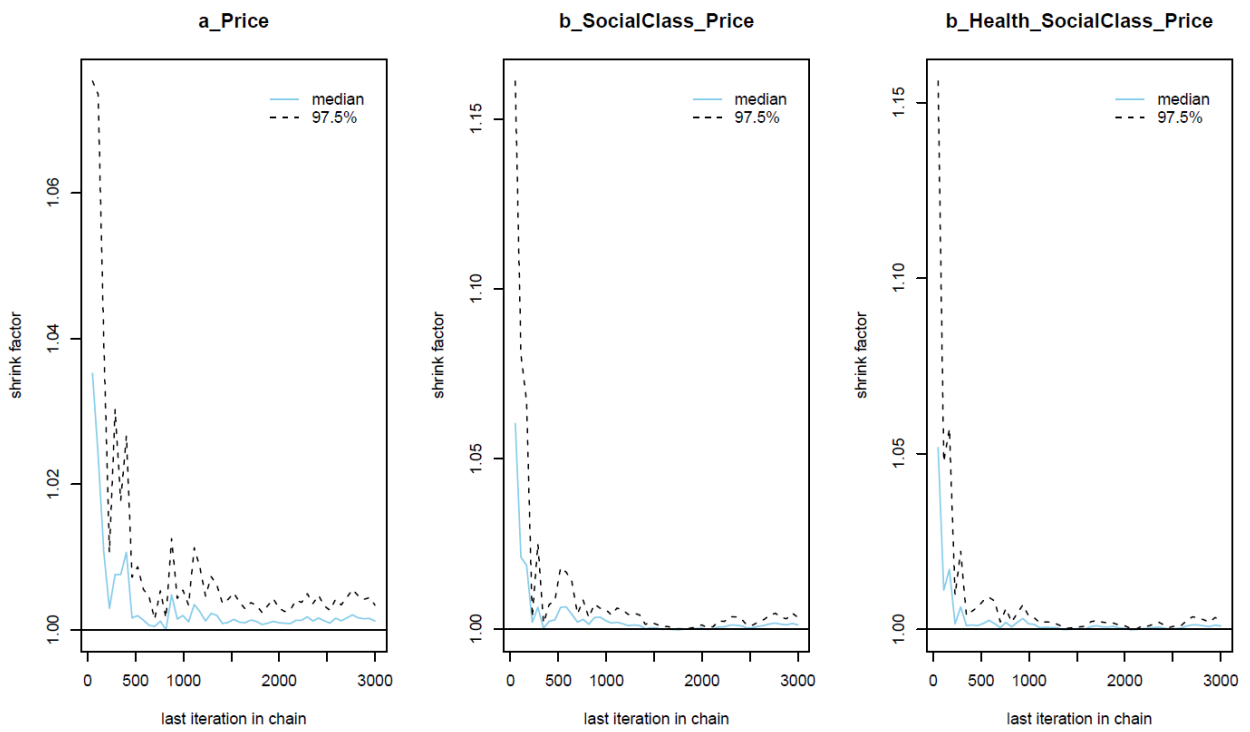 a_Price
median
97.5%
shrink factor
1.00
1.02
1.04
1.06
0
500
1000
2000
3000
last iteration in chain
b_SocialClass_Price
median
97.5%
shrink factor
1.00
1.05
1.10
1.15
0
500
1000
2000
3000
last iteration in chain
b_Health_SocialClass_Price
median
97.5%
shrink factor
1.00
1.05
1.10
1.15
0
500
1000
2000
3000
last iteration in chain